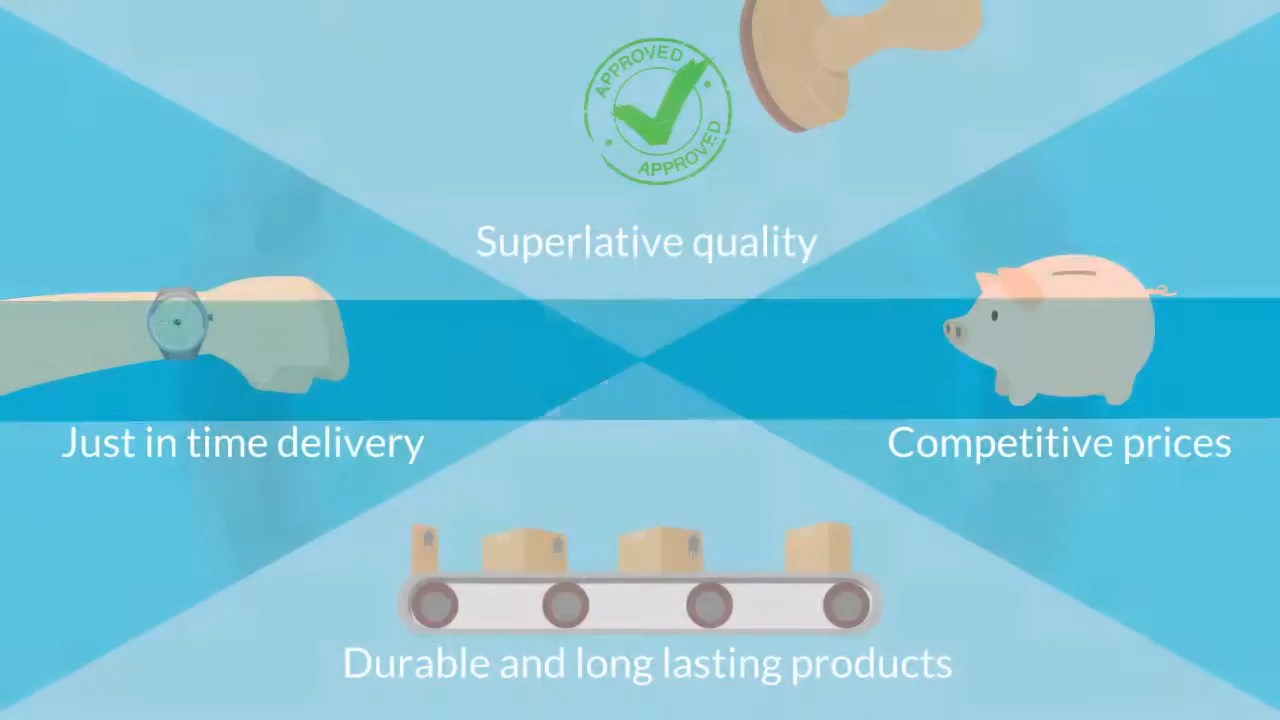 APPROVED
APPROVED
Superlative quality
Just in time delivery
Competitive prices
Durable and long lasting products